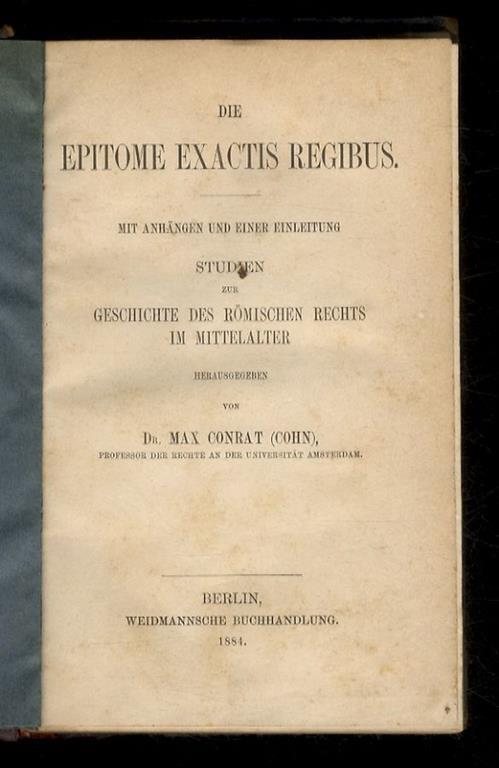 DIE
EPITOME EXACTIS REGIBUS.
MIT ANHÄNGEN UND EINER EINLEITUNG
STUDIEN
ZUR
GESCHICHTE DES RÖMISCHEN RECHTS
IM MITTELALTER
HERAUSGEGEBEN
VON
DR. MAX CONRAT (COHN),
PROFESSOR DER RECHTE AN DER UNIVERSITÄT AMSTERDAM.
BERLIN,
WEIDMANNSCHE BUCHHANDLUNG.
1884.